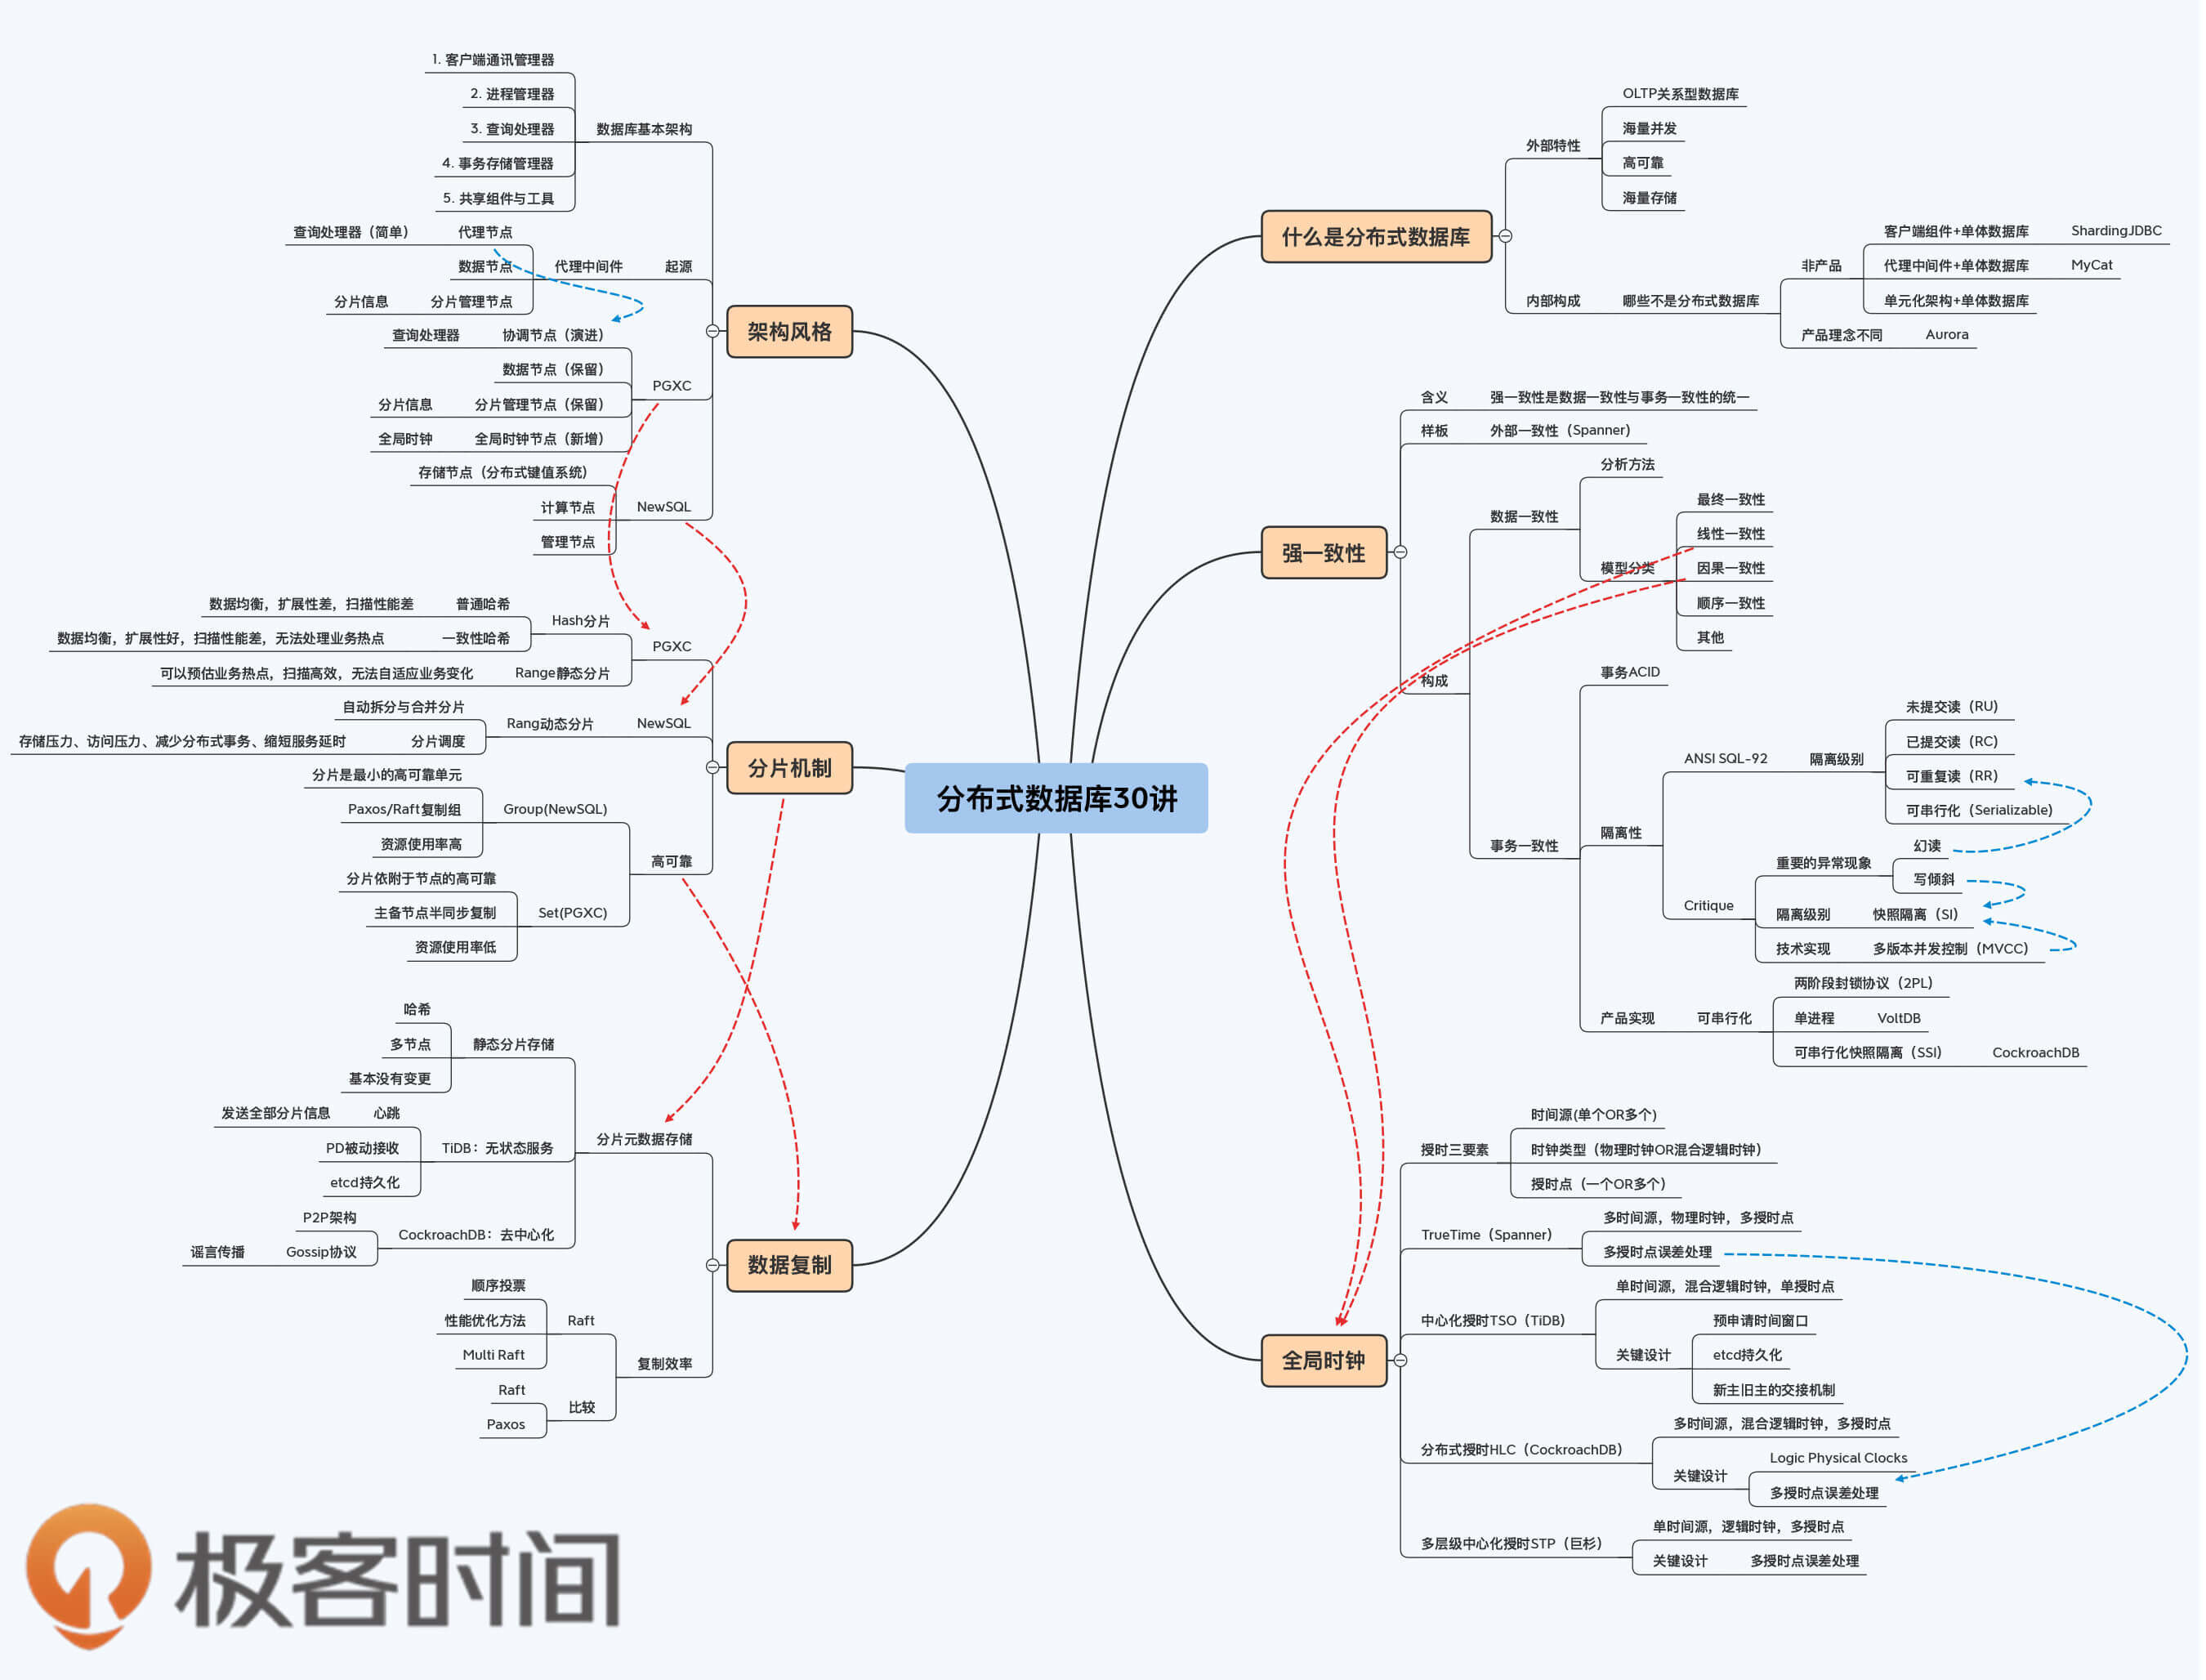 分布式数据库30讲
什么是分布式数据库
外部特性
OLTP关系型数据库
海量并发
高可靠
海量存储
内部构成
哪些不是分布式数据库
非产品
客户端组件+单体数据库
ShardingJDBC
代理中间件+单体数据库
MyCat
单元化架构+单体数据库
产品理念不同
Aurora
强一致性
含义
强一致性是数据一致性与事务一致性的统一
样板
外部一致性（Spanner）
构成
数据一致性
分析方法
模型分类
最终一致性
线性一致性
因果一致性
顺序一致性
其他
事务一致性
事务ACID
隔离性
ANSI SQL-92
隔离级别
未提交读（RU）
已提交读（RC）
可重复读（RR）
可串行化（Serializable）
Critique
重要的异常现象
幻读
写倾斜
隔离级别
快照隔离（SI）
技术实现
多版本并发控制（MVCC）
产品实现
可串行化
两阶段封锁协议（2PL）
单进程
VoltDB
可串行化快照隔离（SSI）
CockroachDB
全局时钟
授时三要素
时间源(单个OR多个)
时钟类型（物理时钟OR混合逻辑时钟）
授时点（一个OR多个）
TrueTime（Spanner）
多时间源，物理时钟，多授时点
多授时点误差处理
中心化授时TSO（TiDB）
单时间源，混合逻辑时钟，单授时点
关键设计
预申请时间窗口
etcd持久化
新主旧主的交接机制
分布式授时HLC（CockroachDB）
多时间源，混合逻辑时钟，多授时点
关键设计
Logic Physical Clocks
多授时点误差处理
多层级中心化授时STP（巨杉）
单时间源，逻辑时钟，多授时点
关键设计
多授时点误差处理
架构风格
数据库基本架构
1. 客户端通讯管理器
2. 进程管理器
3. 查询处理器
4. 事务存储管理器
5. 共享组件与工具
起源
代理中间件
代理节点
查询处理器（简单）
数据节点
分片管理节点
分片信息
PGXC
协调节点（演进）
查询处理器
数据节点（保留）
分片管理节点（保留）
分片信息
全局时钟节点（新增）
全局时钟
NewSQL
存储节点（分布式键值系统）
计算节点
管理节点
分片机制
PGXC
Hash分片
普通哈希
数据均衡，扩展性差，扫描性能差
一致性哈希
数据均衡，扩展性好，扫描性能差，无法处理业务热点
Range静态分片
可以预估业务热点，扫描高效，无法自适应业务变化
NewSQL
Rang动态分片
自动拆分与合并分片
分片调度
存储压力、访问压力、减少分布式事务、缩短服务延时
高可靠
Group(NewSQL)
分片是最小的高可靠单元
Paxos/Raft复制组
资源使用率高
Set(PGXC)
分片依附于节点的高可靠
主备节点半同步复制
资源使用率低
数据复制
分片元数据存储
静态分片存储
哈希
多节点
基本没有变更
TiDB：无状态服务
心跳
发送全部分片信息
PD被动接收
etcd持久化
CockroachDB：去中心化
P2P架构
Gossip协议
谣言传播
复制效率
Raft
顺序投票
性能优化方法
Multi Raft
比较
Raft
Paxos
极客时间